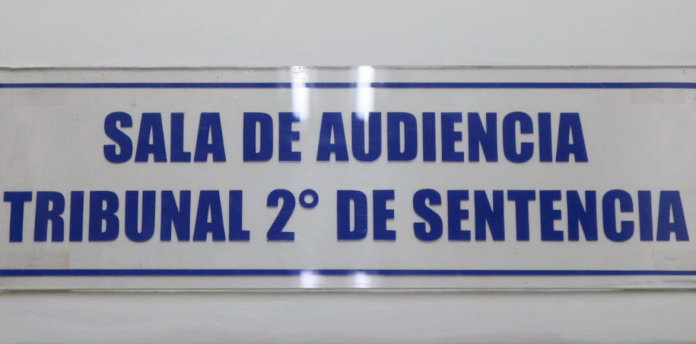 SALA DE AUDIENCIA
TRIBUNAL 2° DE SENTENCIA